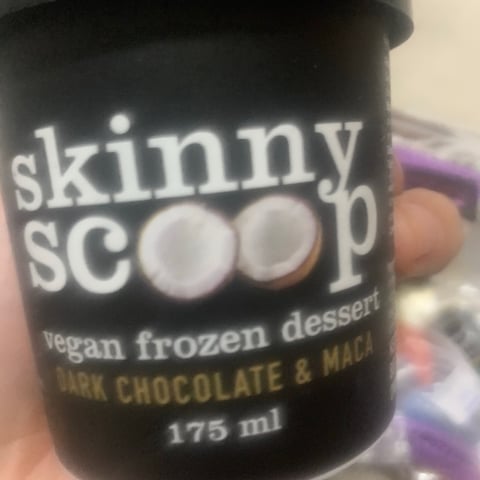 skinny
scoop
vegan frozen dessert
DARK CHOCOLATE & MACA
175 ml